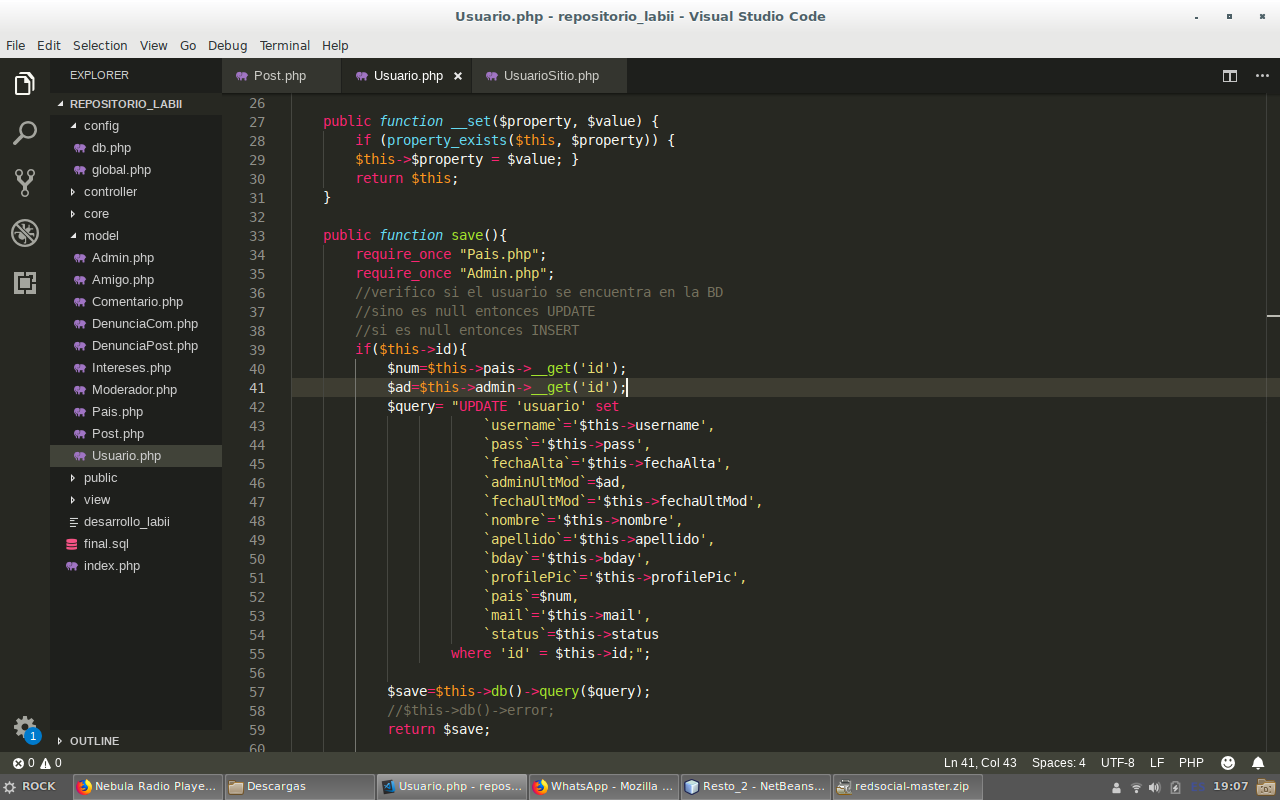 Usuario.php - repositorio_labii - Visual Studio Code
File Edit Selection View Go Debug Terminal Help
EXPLORER
Post.php
Usuario.php
UsuarioSitio.php
REPOSITORIO_LABII
config
db.php
global.php
controller
core
model
Admin.php
Amigo.php
Comentario.php
DenunciaCom.php
DenunciaPost.php
Intereses.php
Moderador.php
Pais.php
Post.php
Usuario.php
public
view
desarrollo_labii
final.sql
index.php
OUTLINE
1
26
27 public function __set($property, $value) {
28 if (property_exists($this, $property)) {
29 $this->$property = $value; }
30 return $this;
31 }
32
33 public function save(){
34 require_once "Pais.php";
35 require_once "Admin.php";
36 //verifico si el usuario se encuentra en la BD
37 //sino es null entonces UPDATE
38 //si es null entonces INSERT
39 if($this->id){
40 $num=$this->pais->__get('id');
41 $ad=$this->admin->__get('id');
42 $query= "UPDATE 'usuario' set
43 `username`='$this->username',
44 `pass`='$this->pass',
45 `fechaAlta`='$this->fechaAlta',
46 `adminUltMod`=$ad,
47 `fechaUltMod`='$this->fechaUltMod',
48 `nombre`='$this->nombre',
49 `apellido`='$this->apellido',
50 `bday`='$this->bday',
51 `profilePic`='$this->profilePic',
52 `pais`=$num,
53 `mail`='$this->mail',
54 `status`=$this->status
55 where 'id' = $this->id;";
56
57 $save=$this->db()->query($query);
58 //$this->db()->error;
59 return $save;
60
0 0
Ln 41, Col 43 Spaces: 4 UTF-8 LF PHP
ROCK Nebula Radio Playe... Descargas Usuario.php - repos... WhatsApp - Mozilla ... Resto_2 - NetBeans... redsocial-master.zip 19:07